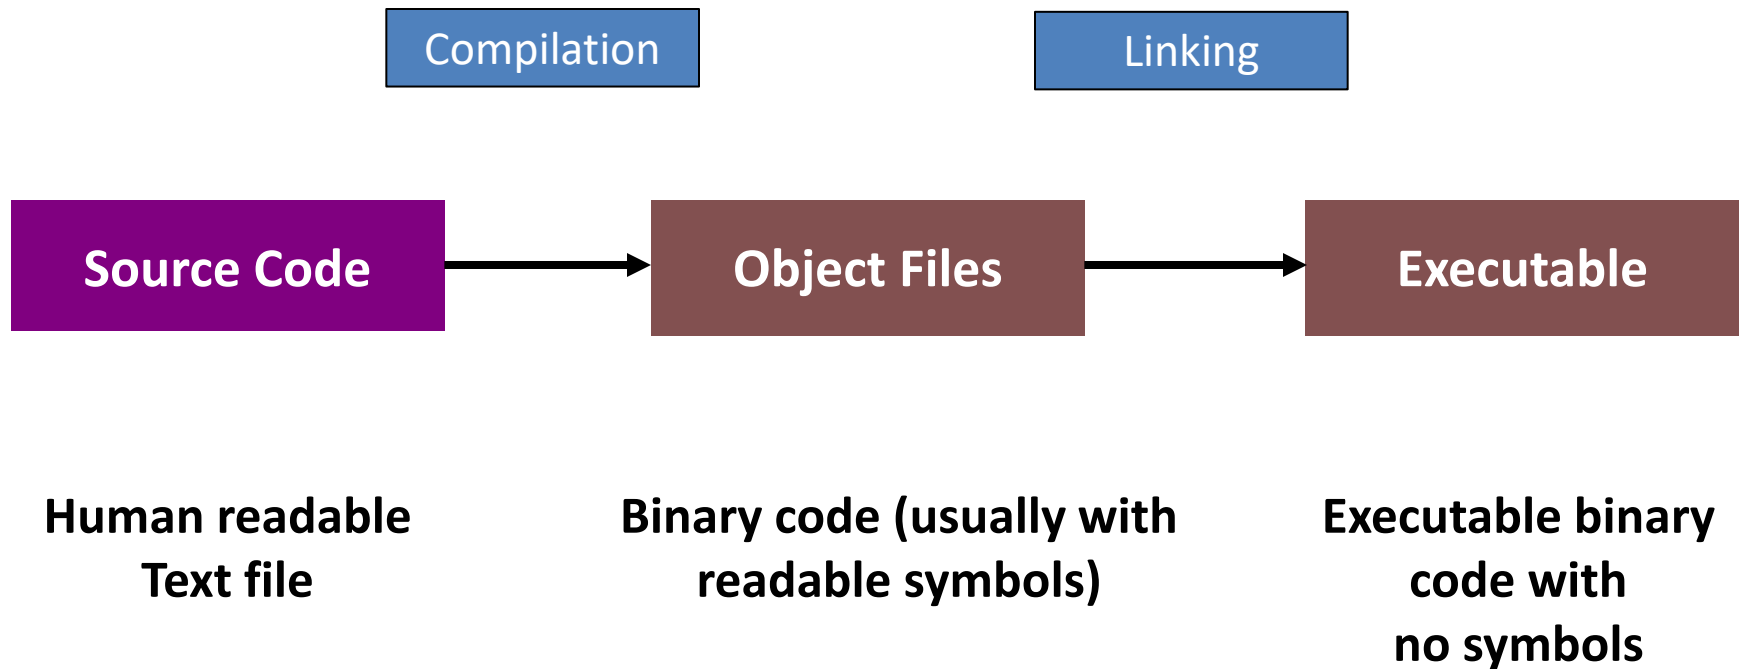 Compilation
Linking
Source Code
Object Files
Executable
Human readable
Text file
Binary code (usually with
readable symbols)
Executable binary
code with
no symbols